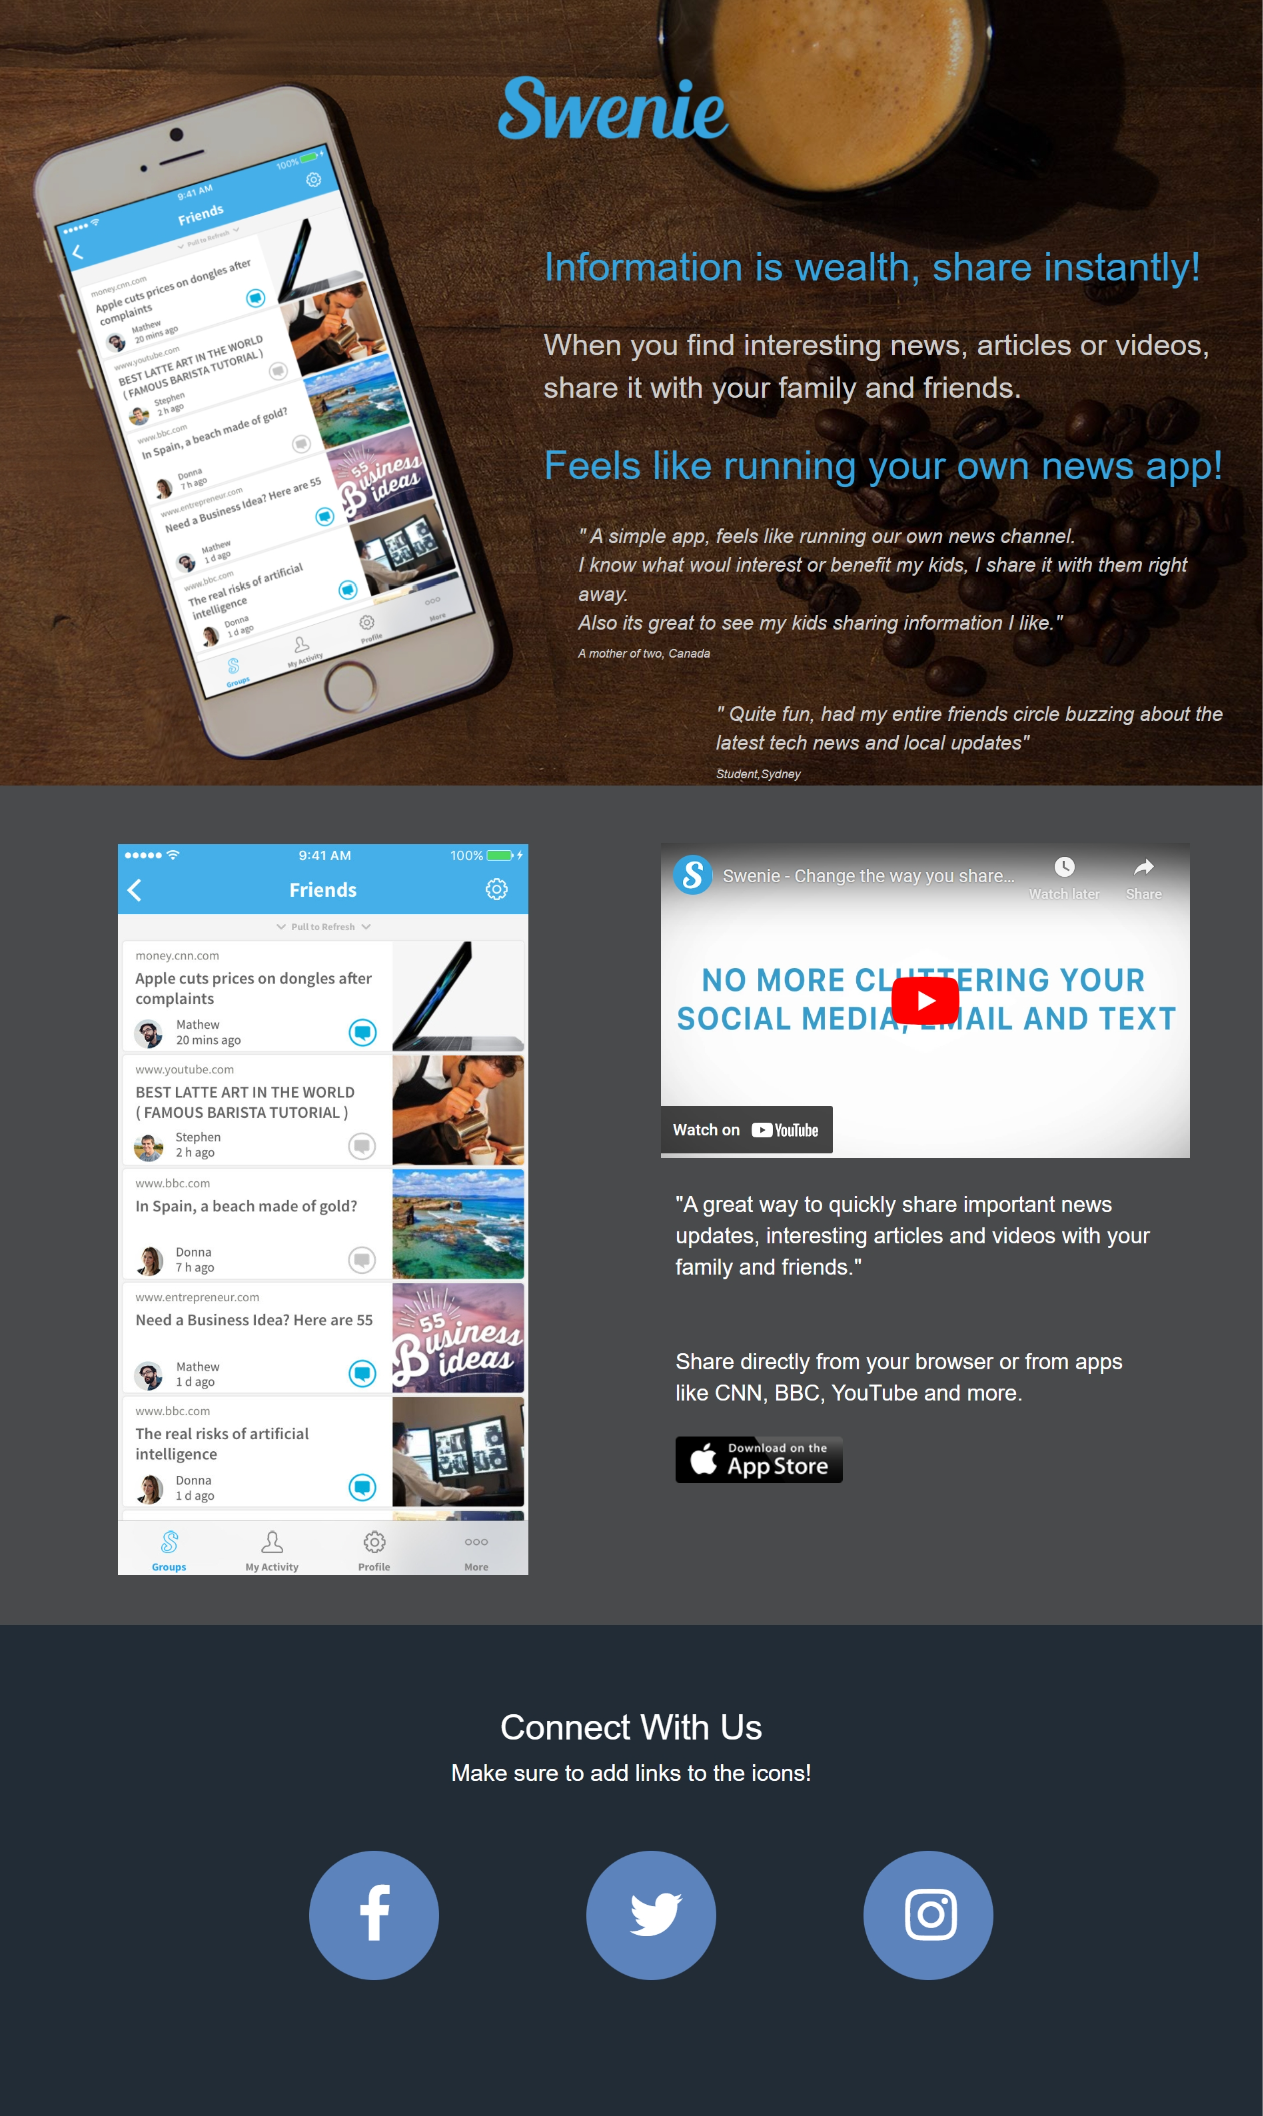 Swenie
100%
9:41 AM
Friends
Pull to Refresh
money.cnn.com
Apple cuts prices on dongles after
complaints
Mathew
20 mins ago
www.youtube.com
BEST LATTE ART IN THE WORLD
( FAMOUS BARISTA TUTORIAL )
Stephen
2 h ago
www.bbc.com
In Spain, a beach made of gold?
Donna
7 h ago
www.entrepreneur.com
Need a Business Idea? Here are 55
Mathew
1 d ago
55
Business
ideas
www.bbc.com
The real risks of artificial
intelligence
Donna
1 d ago
Groups
My Activity
Profile
More
Information is wealth, share instantly!
When you find interesting news, articles or videos,
share it with your family and friends.
Feels like running your own news app!
" A simple app, feels like running our own news channel.
I know what woul interest or benefit my kids, I share it with them right
away.
Also its great to see my kids sharing information I like."
A mother of two, Canada
" Quite fun, had my entire friends circle buzzing about the
latest tech news and local updates"
Student,Sydney
9:41 AM
100%
Friends
Pull to Refresh
money.cnn.com
Apple cuts prices on dongles after
complaints
Mathew
20 mins ago
www.youtube.com
BEST LATTE ART IN THE WORLD
( FAMOUS BARISTA TUTORIAL )
Stephen
2 h ago
www.bbc.com
In Spain, a beach made of gold?
Donna
7 h ago
www.entrepreneur.com
Need a Business Idea? Here are 55
Mathew
1 d ago
55
Business
ideas
www.bbc.com
The real risks of artificial
intelligence
Donna
1 d ago
Groups
My Activity
Profile
More
S
Swenie - Change the way you share...
Watch later
Share
NO MORE CLUTTERING YOUR
SOCIAL MEDIA, EMAIL AND TEXT
Watch on YouTube
"A great way to quickly share important news
updates, interesting articles and videos with your
family and friends."
Share directly from your browser or from apps
like CNN, BBC, YouTube and more.
Download on the
App Store
Connect With Us
Make sure to add links to the icons!